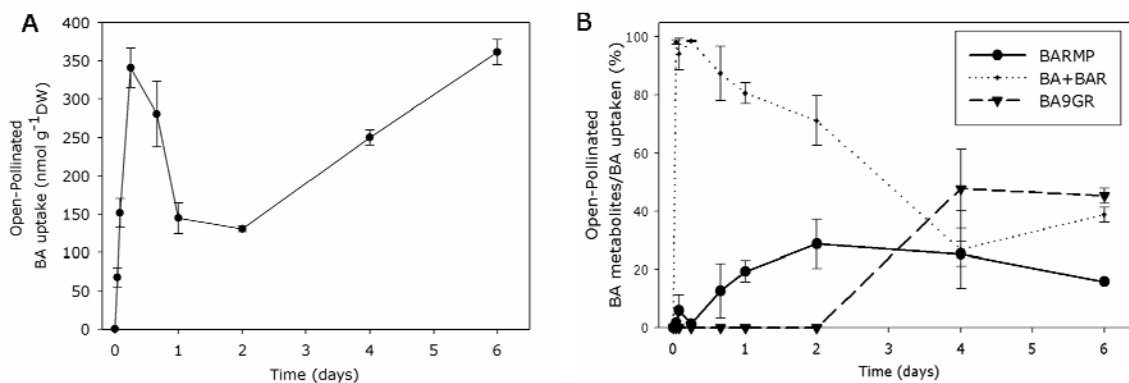 A
Open-Pollinated
BA uptake (nmol g⁻¹DW)
400
350
300
250
200
150
100
50
0
0 1 2 3 4 5 6
Time (days)
B
Open-Pollinated
BA metabolites/BA uptaken (%)
100
80
60
40
20
0
BARMP
BA+BAR
BA9GR
0 1 2 3 4 5 6
Time (days)